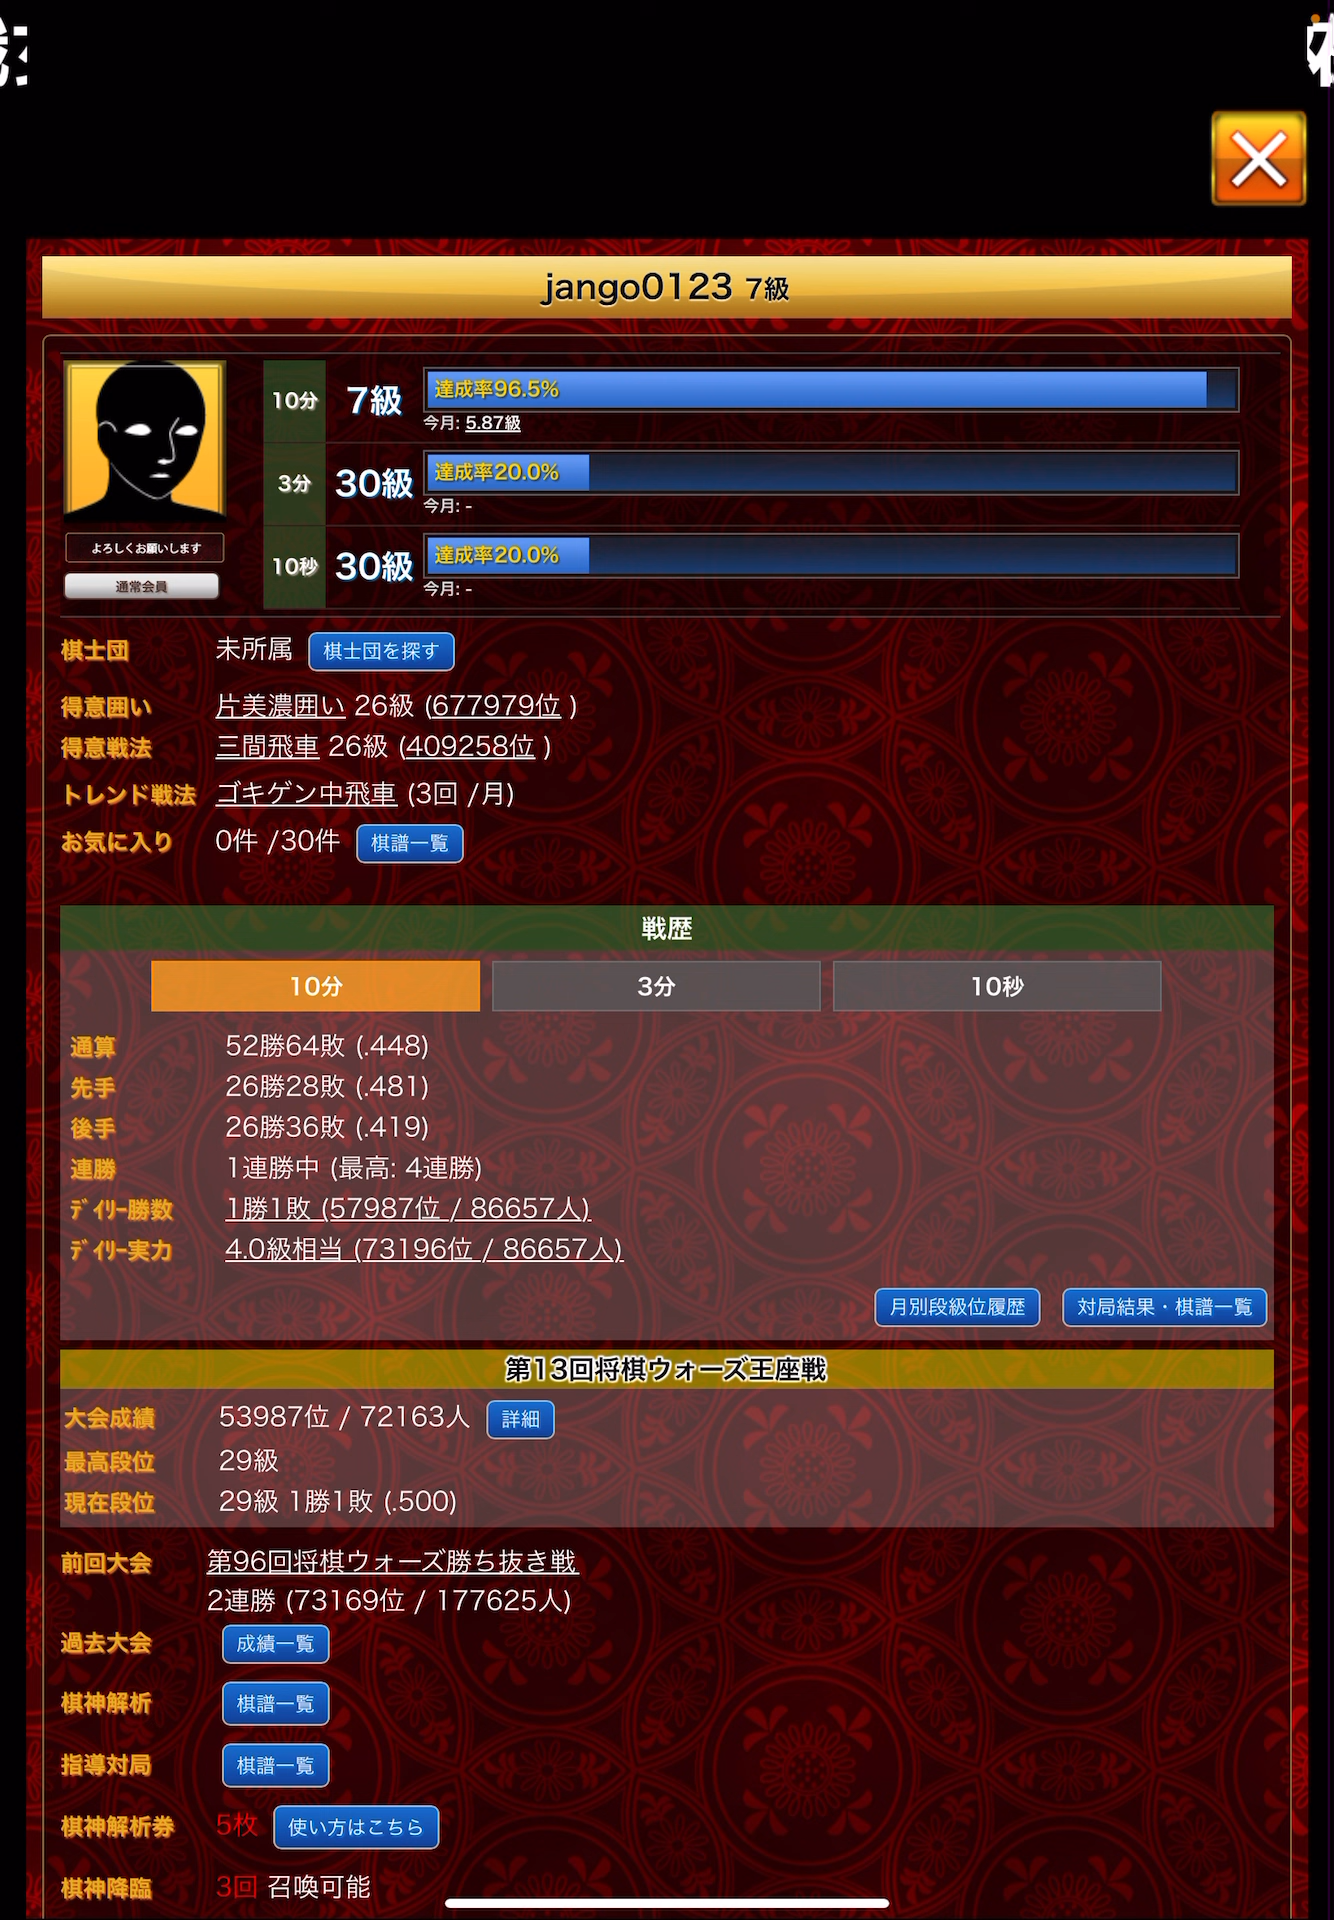 jango0123 7級
10分 7級 達成率96.5%
今月: 5.87級
3分 30級 達成率20.0%
今月: -
10秒 30級 達成率20.0%
今月: -
よろしくお願いします
通常会員
棋士団 未所属 棋士団を探す
得意囲い 片美濃囲い 26級 (677979位 )
得意戦法 三間飛車 26級 (409258位 )
トレンド戦法 ゴキゲン中飛車 (3回 /月)
お気に入り 0件 /30件 棋譜一覧
戦歴
10分 3分 10秒
通算 52勝64敗 (.448)
先手 26勝28敗 (.481)
後手 26勝36敗 (.419)
連勝 1連勝中 (最高: 4連勝)
ﾃﾞｲﾘｰ勝数 1勝1敗 (57987位 / 86657人)
ﾃﾞｲﾘｰ実力 4.0級相当 (73196位 / 86657人)
月別段級位履歴 対局結果・棋譜一覧
第13回将棋ウォーズ王座戦
大会成績 53987位 / 72163人 詳細
最高段位 29級
現在段位 29級 1勝1敗 (.500)
前回大会 第96回将棋ウォーズ勝ち抜き戦
2連勝 (73169位 / 177625人)
過去大会 成績一覧
棋神解析 棋譜一覧
指導対局 棋譜一覧
棋神解析券 5枚 使い方はこちら
棋神降臨 3回 召喚可能